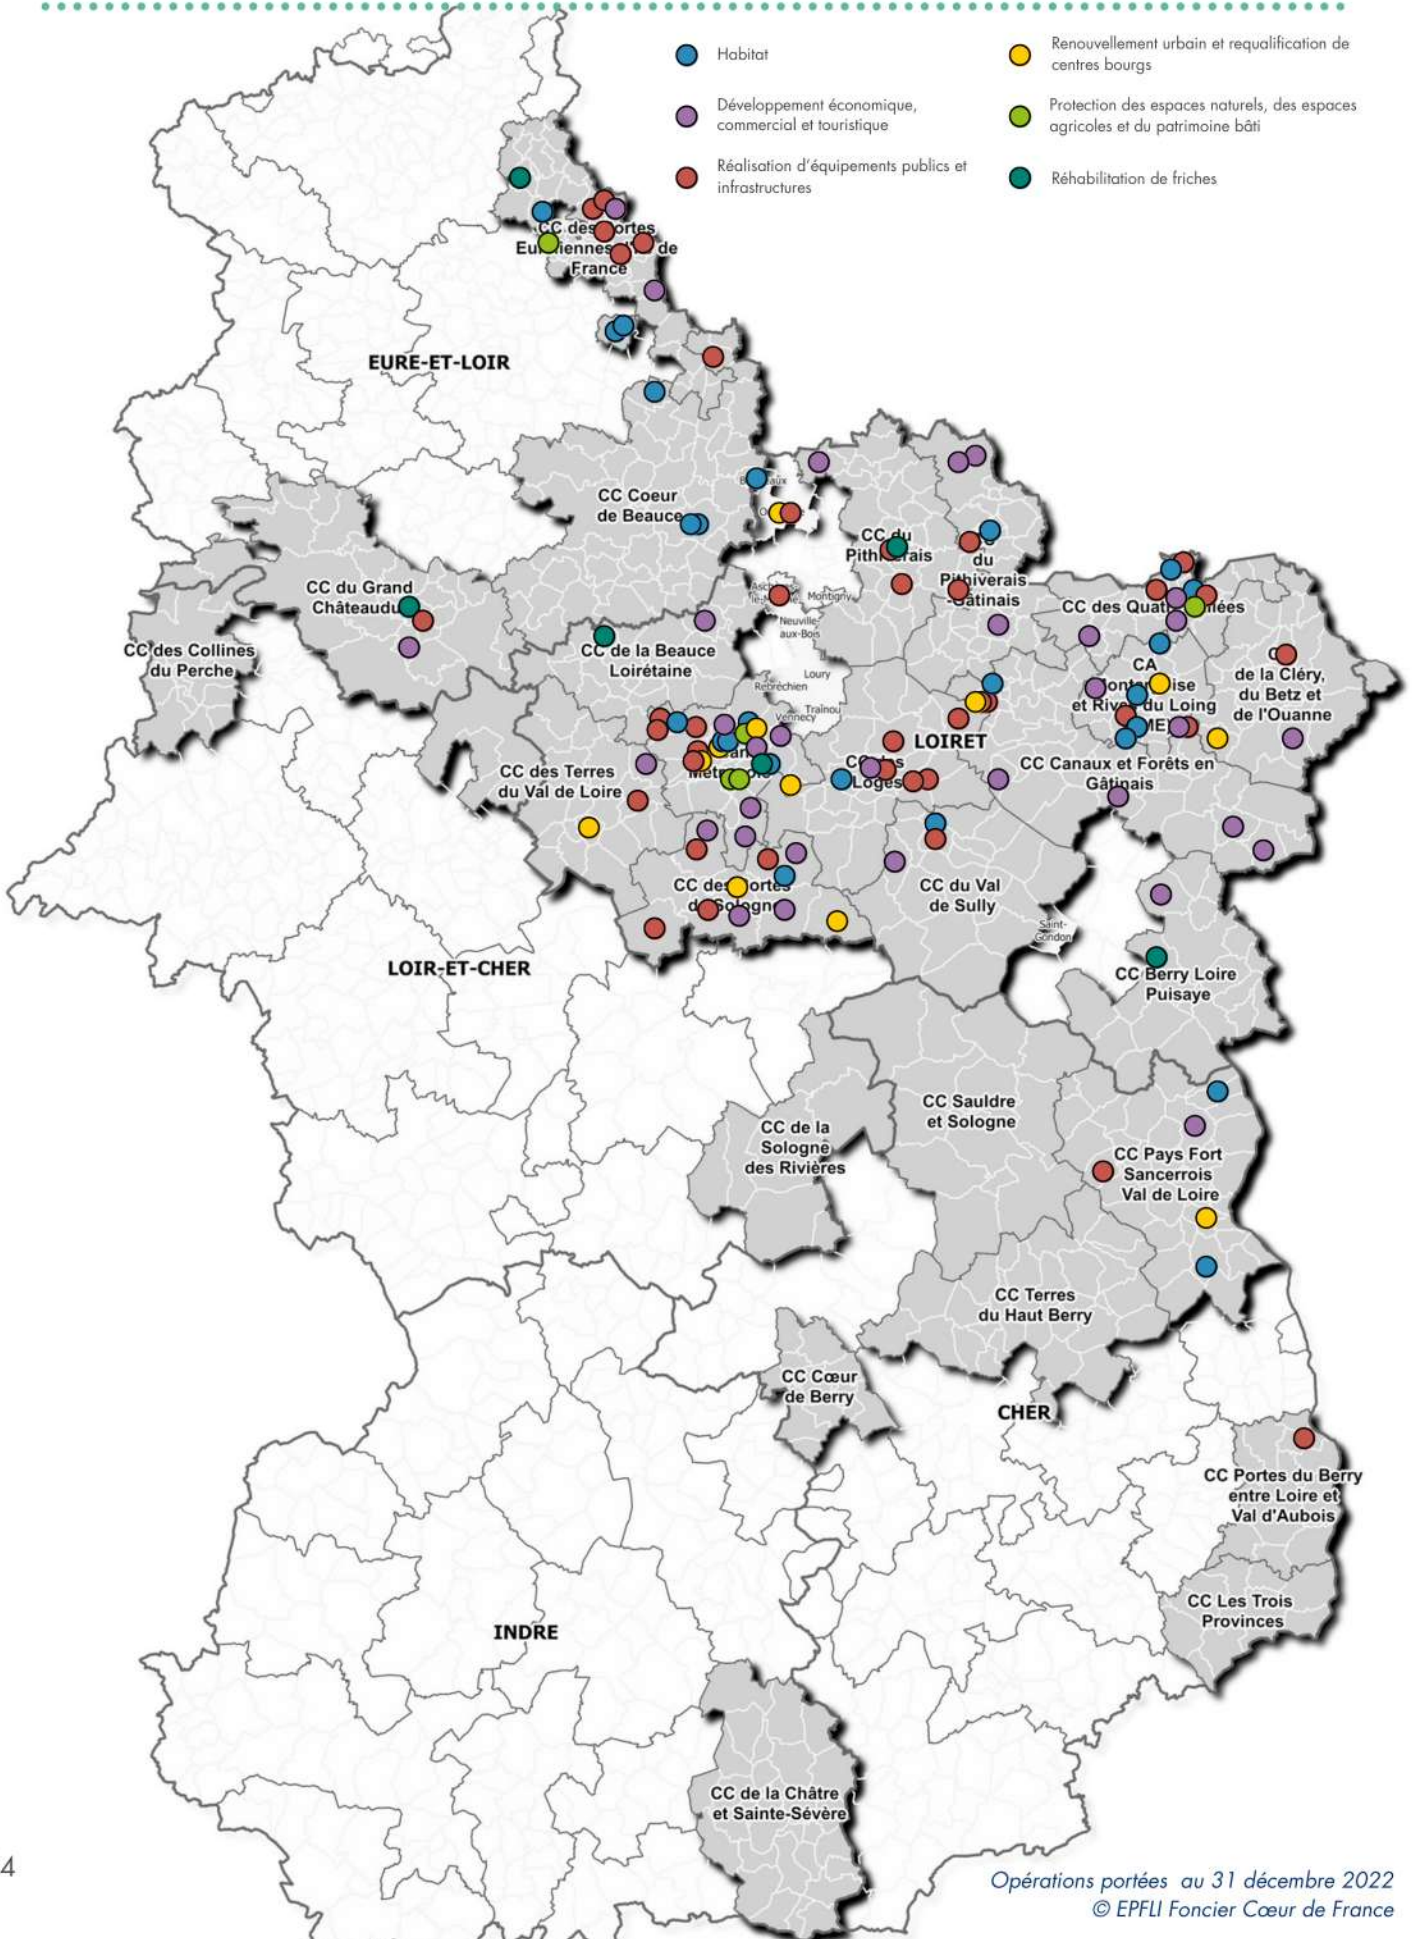 Habitat
Développement économique,
commercial et touristique
Réalisation d'équipements publics et
infrastructures
Renouvellement urbain et requalification de
centres bourgs
Protection des espaces naturels, des espaces
agricoles et du patrimoine bâti
Réhabilitation de friches
France
EURE-ET-LOIR
CC Coeur
de Beauce
CC du
du
Pithiverais
-Gâtinais
CC du Grand
CC des Collines
du Perche
Montigny
Neuville-
aux-Bois
CC de la Beauce
Loirétaine
Loury
Rebréchien
Traînou
Vennecy
CA
et Rives du Loing
de la Cléry,
du Betz et
de l'Ouanne
LOIRET
CC des Terres
du Val de Loire
Loges
CC Canaux et Forêts en
Gâtinais
CC du Val
de Sully
Saint-
Gondon
LOIR-ET-CHER
CC Berry Loire
Puisaye
CC Sauldre
et Sologne
CC de la
Sologne
des Rivières
CC Pays Fort
Sancerrois
Val de Loire
CC Terres
du Haut Berry
CC Cœur
de Berry
CHER
CC Portes du Berry
entre Loire et
Val d'Aubois
CC Les Trois
Provinces
INDRE
CC de la Châtre
et Sainte-Sévère
4
Opérations portées au 31 décembre 2022
© EPFLI Foncier Cœur de France